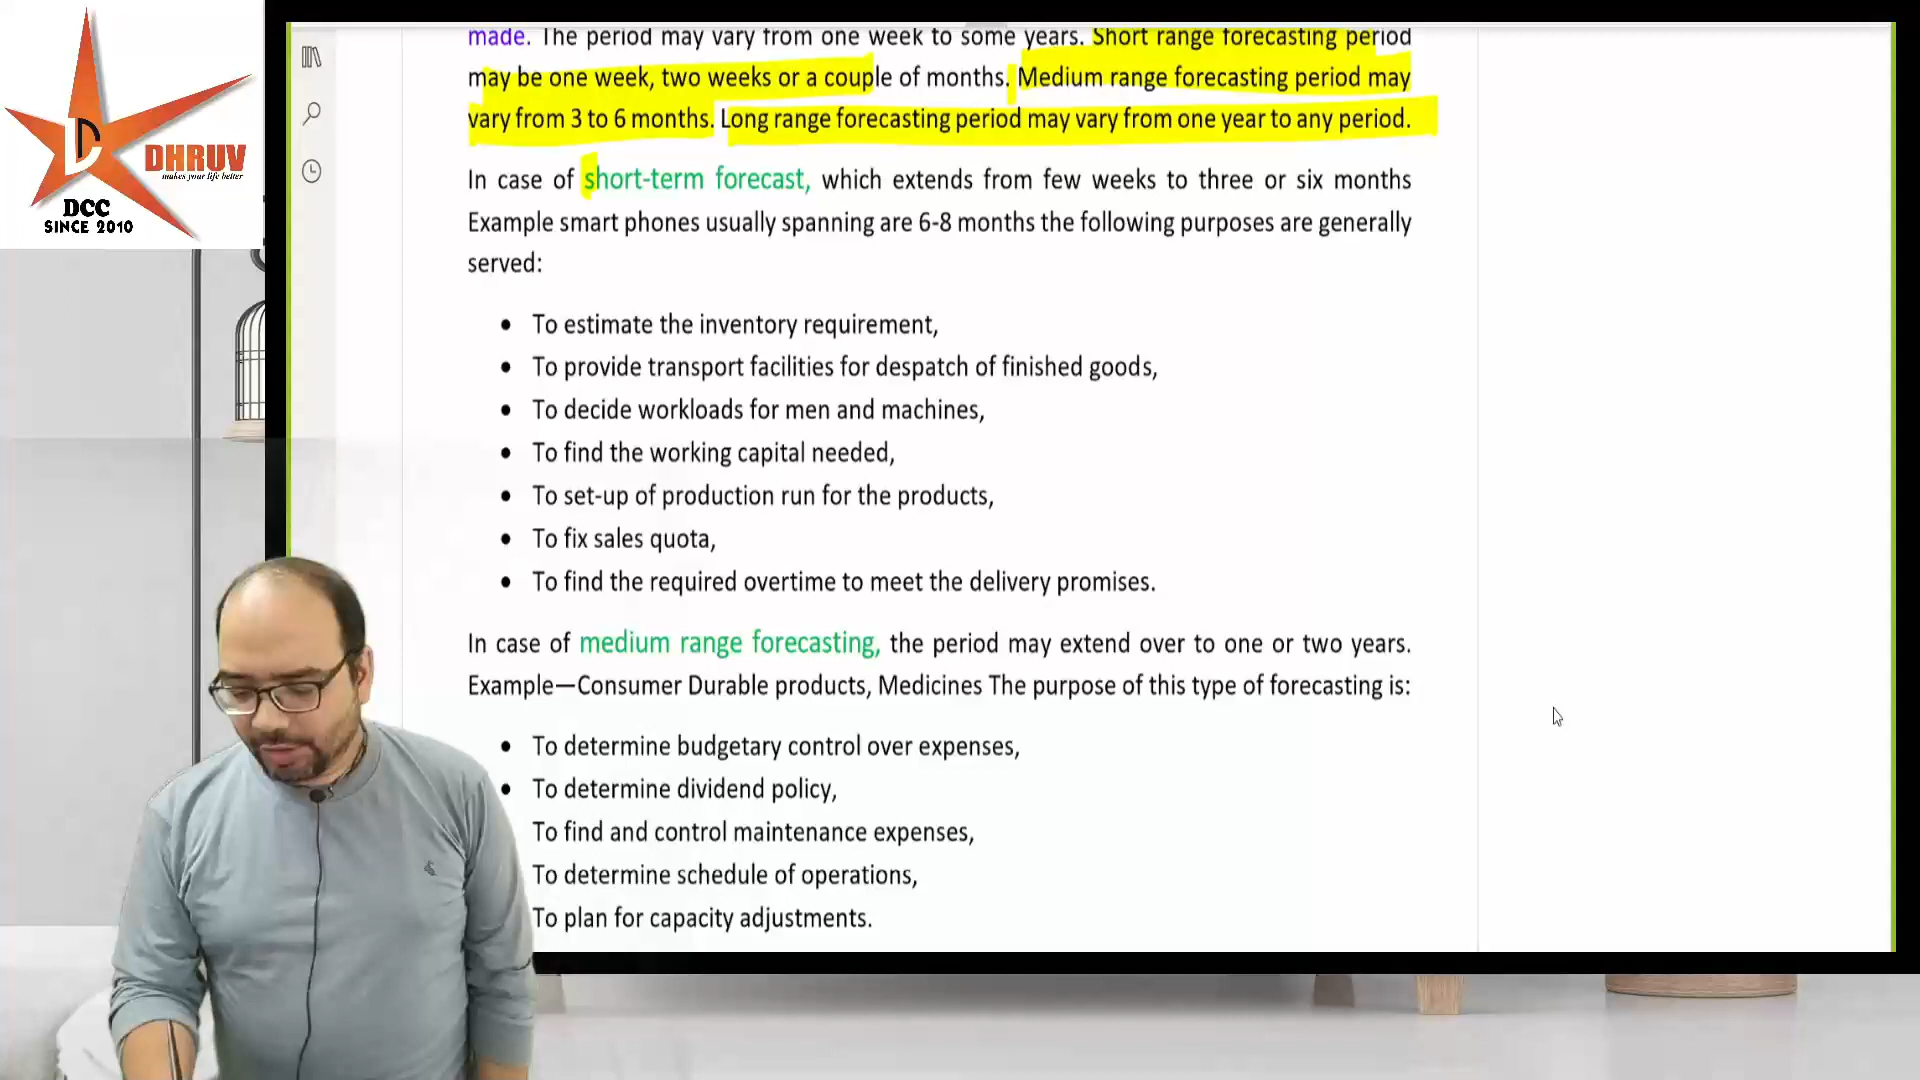 DHRUV
makes your life better
DCC
SINCE 2010
made. The period may vary from one week to some years. Short range forecasting period
may be one week, two weeks or a couple of months. Medium range forecasting period may
vary from 3 to 6 months. Long range forecasting period may vary from one year to any period.
In case of short-term forecast, which extends from few weeks to three or six months
Example smart phones usually spanning are 6-8 months the following purposes are generally
served:
• To estimate the inventory requirement,
• To provide transport facilities for despatch of finished goods,
• To decide workloads for men and machines,
• To find the working capital needed,
• To set-up of production run for the products,
• To fix sales quota,
• To find the required overtime to meet the delivery promises.
In case of medium range forecasting, the period may extend over to one or two years.
Example—Consumer Durable products, Medicines The purpose of this type of forecasting is:
• To determine budgetary control over expenses,
• To determine dividend policy,
To find and control maintenance expenses,
To determine schedule of operations,
To plan for capacity adjustments.